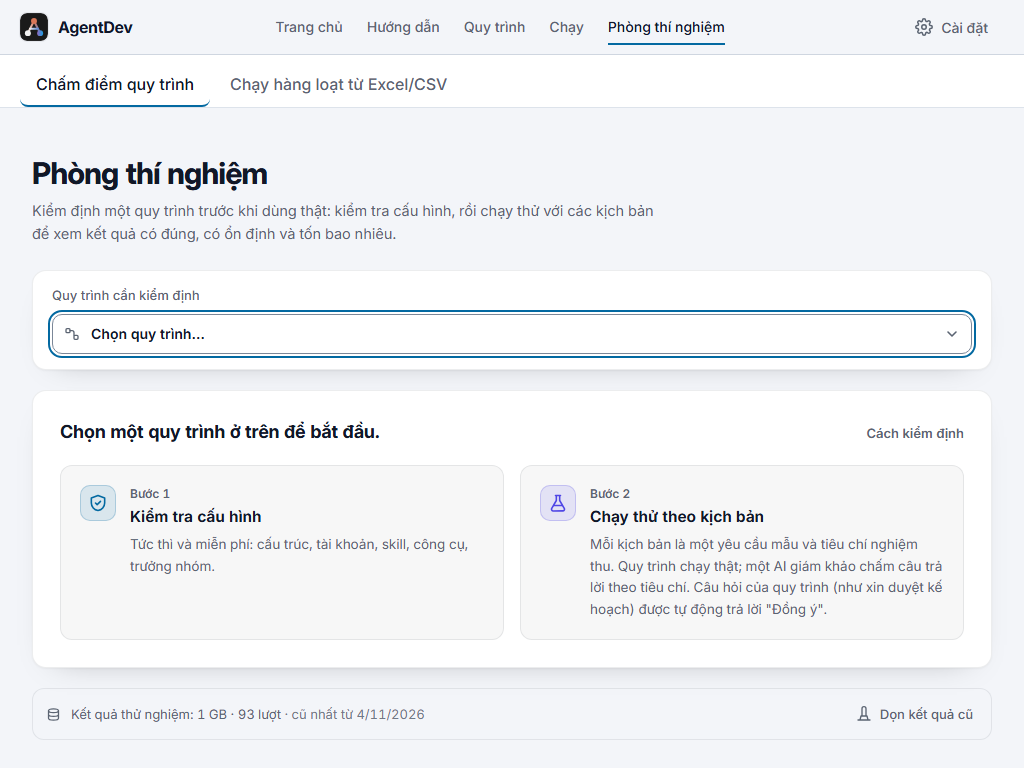 AgentDev
Trang chủ
Hướng dẫn
Quy trình
Chạy
Phòng thí nghiệm
Cài đặt
Chấm điểm quy trình
Chạy hàng loạt từ Excel/CSV
Phòng thí nghiệm
Kiểm định một quy trình trước khi dùng thật: kiểm tra cấu hình, rồi chạy thử với các kịch bản
để xem kết quả có đúng, có ổn định và tốn bao nhiêu.
Quy trình cần kiểm định
Chọn quy trình...
Chọn một quy trình ở trên để bắt đầu.
Cách kiểm định
Bước 1
Kiểm tra cấu hình
Tức thì và miễn phí: cấu trúc, tài khoản, skill, công cụ,
trưởng nhóm.
Bước 2
Chạy thử theo kịch bản
Mỗi kịch bản là một yêu cầu mẫu và tiêu chí nghiệm
thu. Quy trình chạy thật; một AI giám khảo chấm câu trả
lời theo tiêu chí. Câu hỏi của quy trình (như xin duyệt kế
hoạch) được tự động trả lời "Đồng ý".
Kết quả thử nghiệm: 1 GB · 93 lượt · cũ nhất từ 4/11/2026
Dọn kết quả cũ